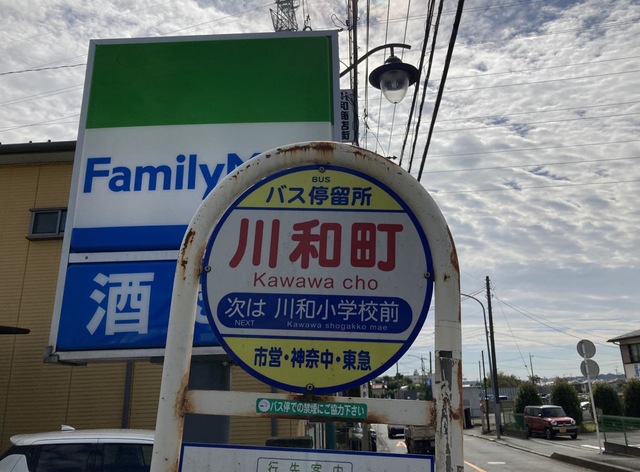 FamilyM
酒
BUS
バス停留所
川和町
Kawawa cho
次は 川和小学校前
NEXT
Kawawa shogakko mae
市営・神奈中・東急
バス停での禁煙にご協力下さい
行先案内